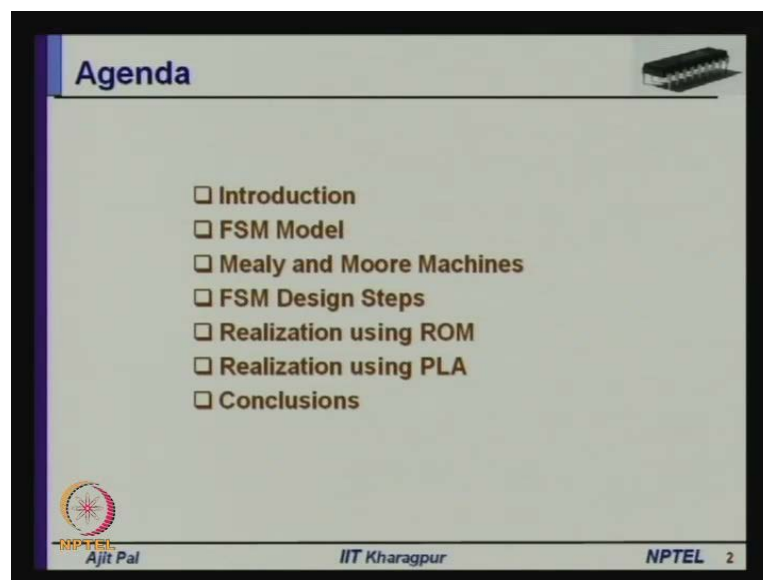 Agenda
❑ Introduction
❑ FSM Model
❑ Mealy and Moore Machines
❑ FSM Design Steps
❑ Realization using ROM
❑ Realization using PLA
❑ Conclusions
NPTEL
Ajit Pal IIT Kharagpur NPTEL 2